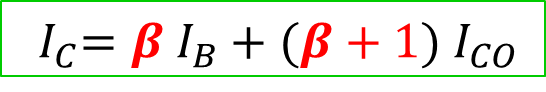 I_C = β I_B + (β + 1) I_CO